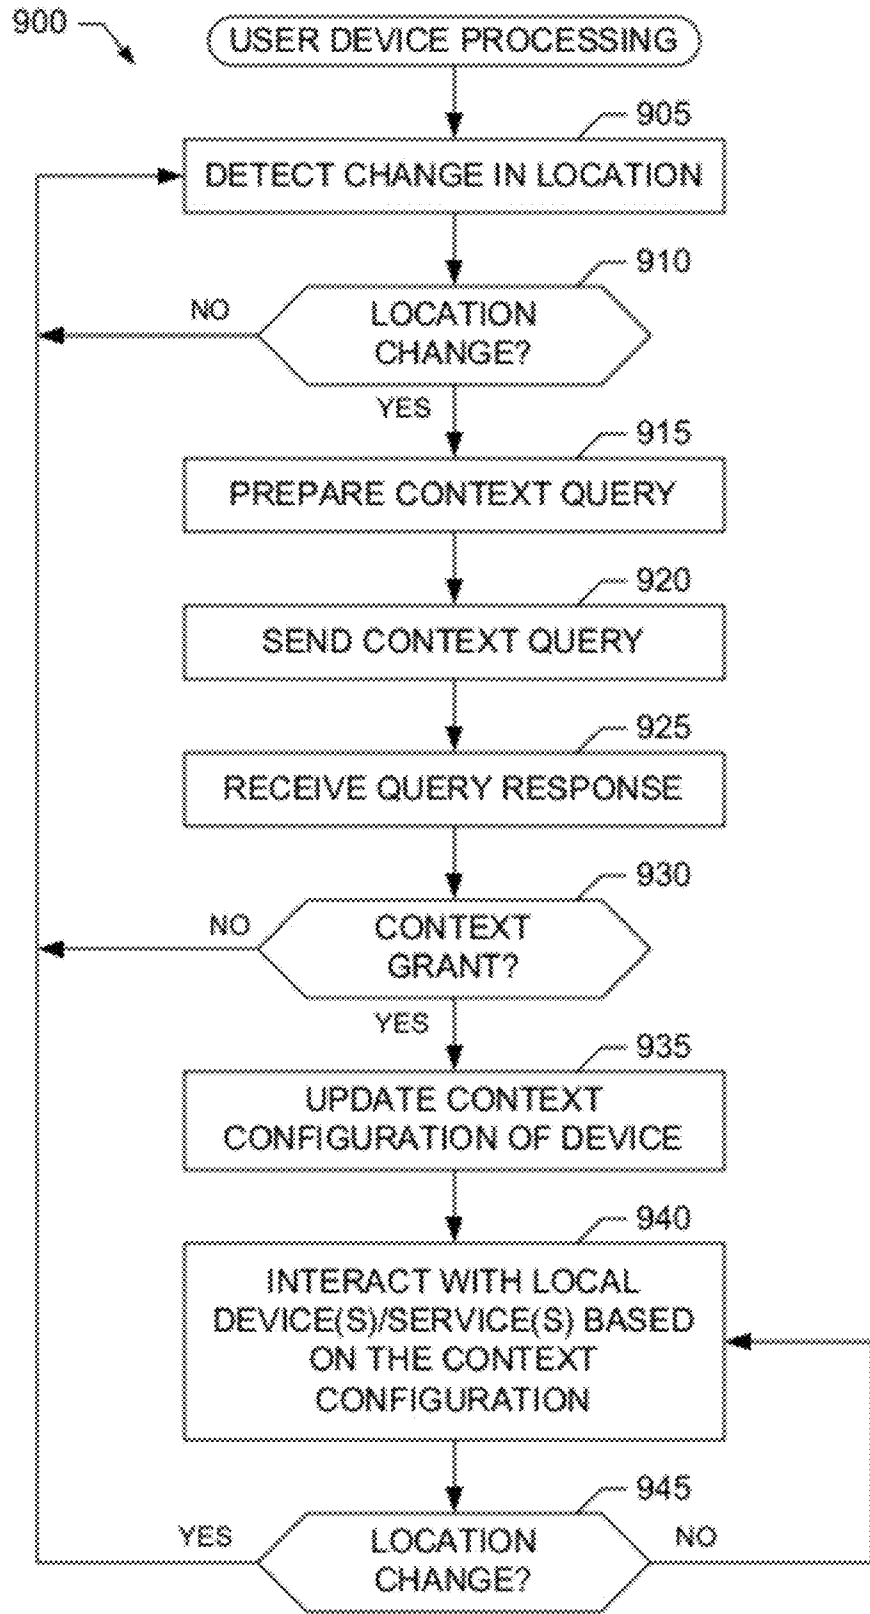 900
USER DEVICE PROCESSING
905
DETECT CHANGE IN LOCATION
910
LOCATION
CHANGE?
NO
YES
915
PREPARE CONTEXT QUERY
920
SEND CONTEXT QUERY
925
RECEIVE QUERY RESPONSE
930
CONTEXT
GRANT?
NO
YES
935
UPDATE CONTEXT
CONFIGURATION OF DEVICE
940
INTERACT WITH LOCAL
DEVICE(S)/SERVICE(S) BASED
ON THE CONTEXT
CONFIGURATION
945
YES
LOCATION
CHANGE?
NO